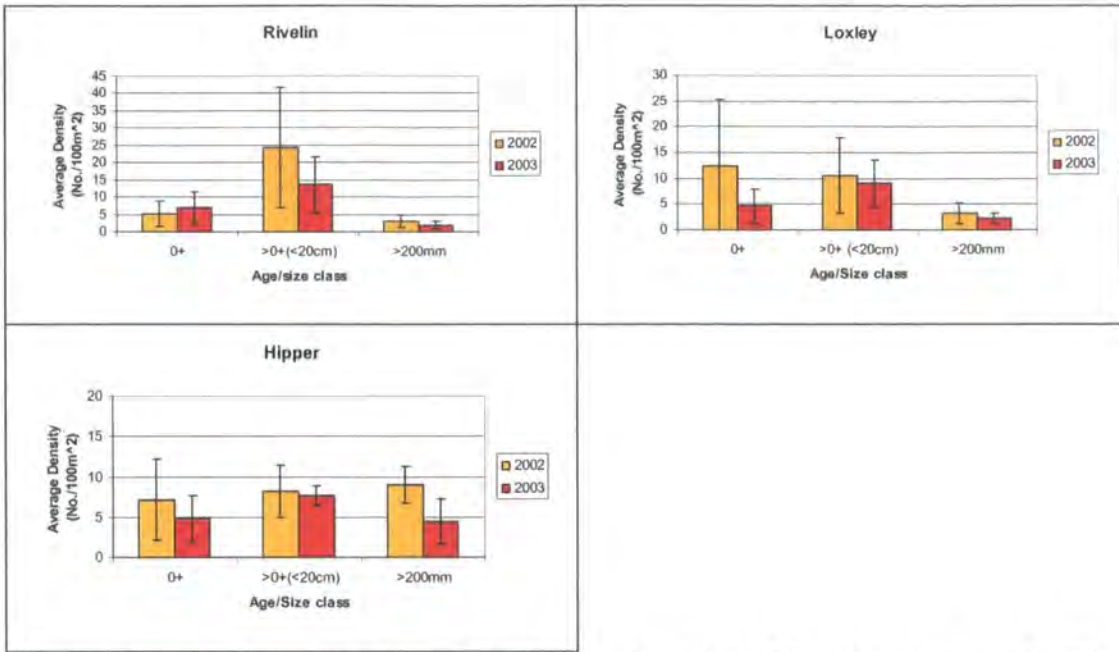 Rivelin
Average Density
(No./100m^2)
45
40
35
30
25
20
15
10
5
0
0+
>0+(<20cm)
>200mm
Age/size class
2002
2003
Loxley
Average Density
(No./100m^2)
30
25
20
15
10
5
0
0+
>0+ (<20cm)
>200mm
Age/Size class
2002
2003
Hipper
Average Density
(No./100m^2)
20
15
10
5
0
0+
>0+(<20cm)
>200mm
Age/Size class
2002
2003